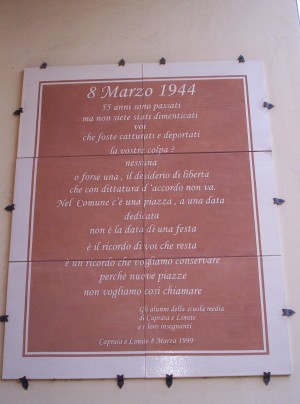 8 Marzo 1944
55 anni sono passati
ma non siete stati dimenticati
voi
che foste catturati e deportati
la vostra colpa ?
nessuna
o forse una , il desiderio di libertà
che con dittatura d'accordo non va.
Nel Comune c'è una piazza , a una data
dedicata
non è la data di una festa
è il ricordo di voi che resta
è un ricordo che vogliamo conservare
perchè nuove piazze
non vogliamo così chiamare
Gli alunni della scuola media
di Capraia e Limite
e i loro insegnanti
Capraia e Limite 8 Marzo 1999